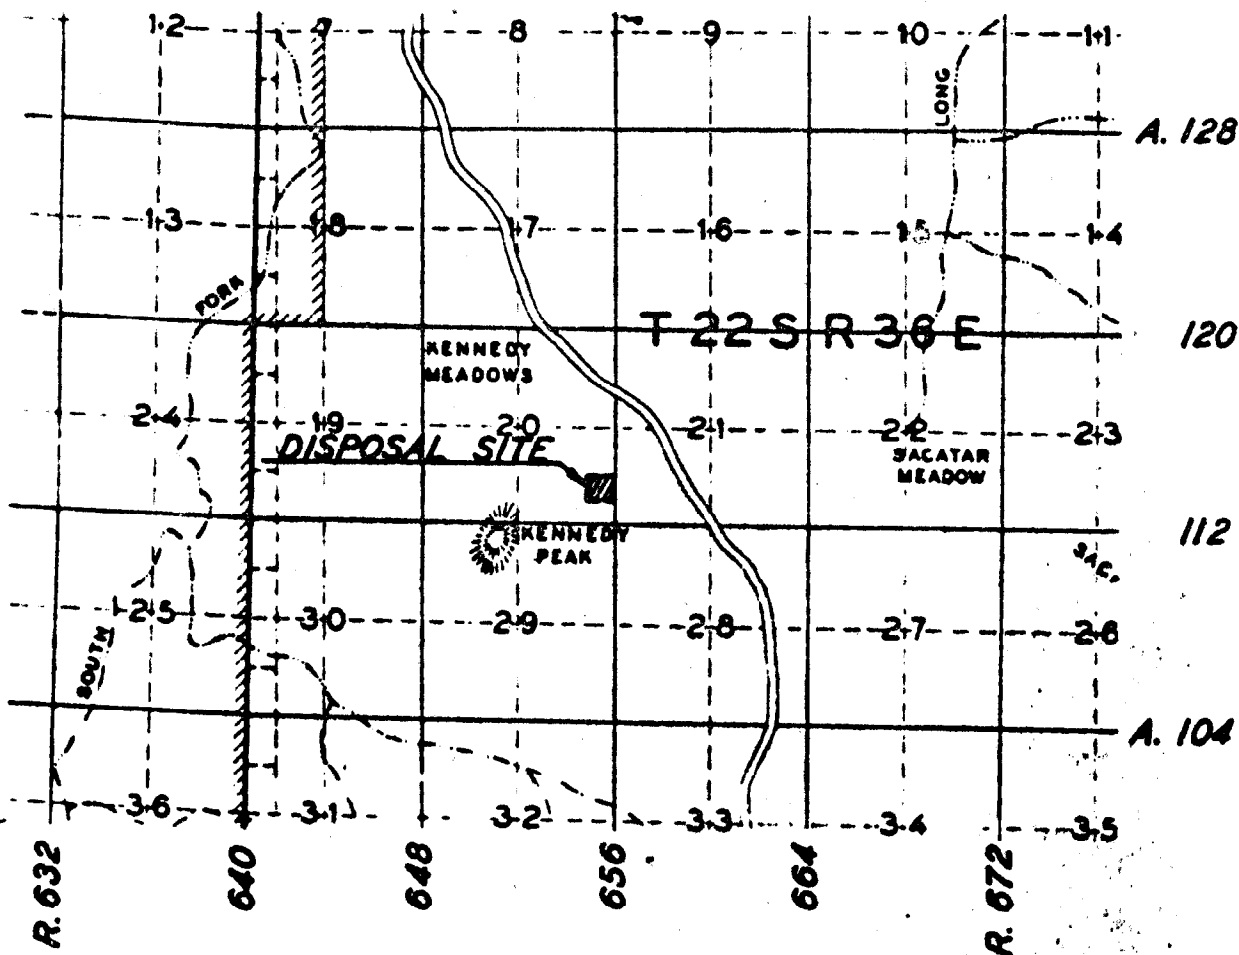 12 7 8 9 10 11
LONG
A. 128
13 18 17 16 15 14
FORK
T 22 S R 36 E
120
KENNEDY
MEADOWS
24 19 20 21 22 23
DISPOSAL SITE
SACATAR
MEADOW
112
KENNEDY
PEAK
SAC.
25 30 29 28 27 26
SOUTH
A. 104
36 31 32 33 34 35
R. 632 640 648 656 664 R. 672